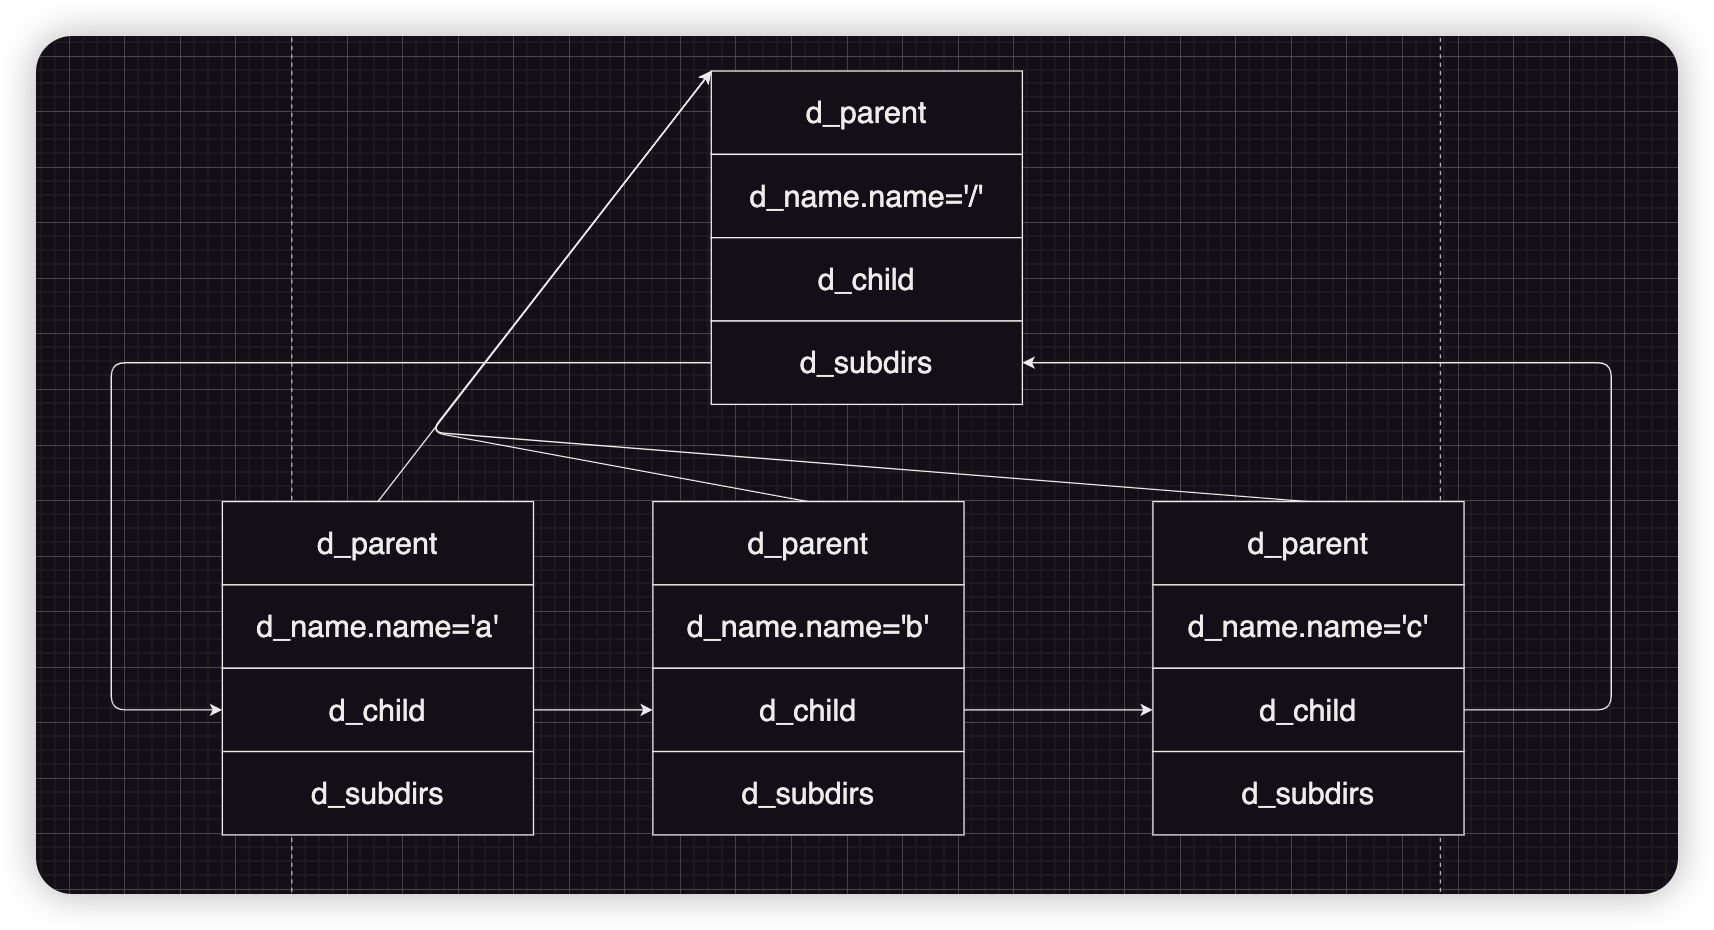 d_parent
d_name.name='/'
d_child
d_subdirs
d_parent
d_name.name='a'
d_child
d_subdirs
d_parent
d_name.name='b'
d_child
d_subdirs
d_parent
d_name.name='c'
d_child
d_subdirs